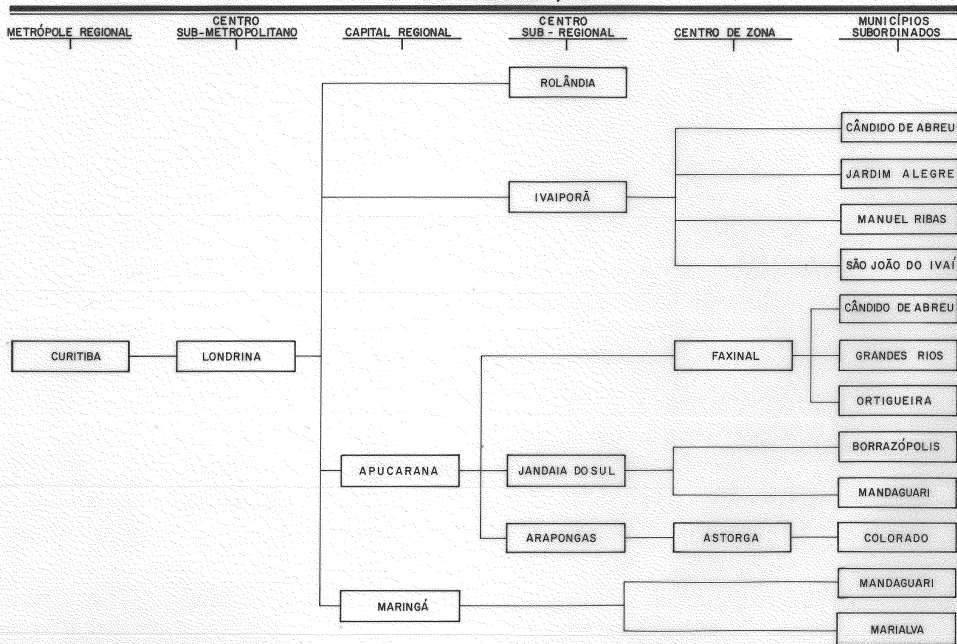 METRÓPOLE REGIONAL
CENTRO
SUB-METROPOLITANO
CAPITAL REGIONAL
CENTRO
SUB - REGIONAL
CENTRO DE ZONA
MUNICÍPIOS
SUBORDINADOS
ROLÂNDIA
CÂNDIDO DE ABREU
JARDIM ALEGRE
IVAIPORÃ
MANUEL RIBAS
SÃO JOÃO DO IVAÍ
CÂNDIDO DE ABREU
CURITIBA
LONDRINA
FAXINAL
GRANDES RIOS
ORTIGUEIRA
BORRAZÓPOLIS
APUCARANA
JANDAIA DO SUL
MANDAGUARI
ARAPONGAS
ASTORGA
COLORADO
MANDAGUARI
MARINGÁ
MARIALVA